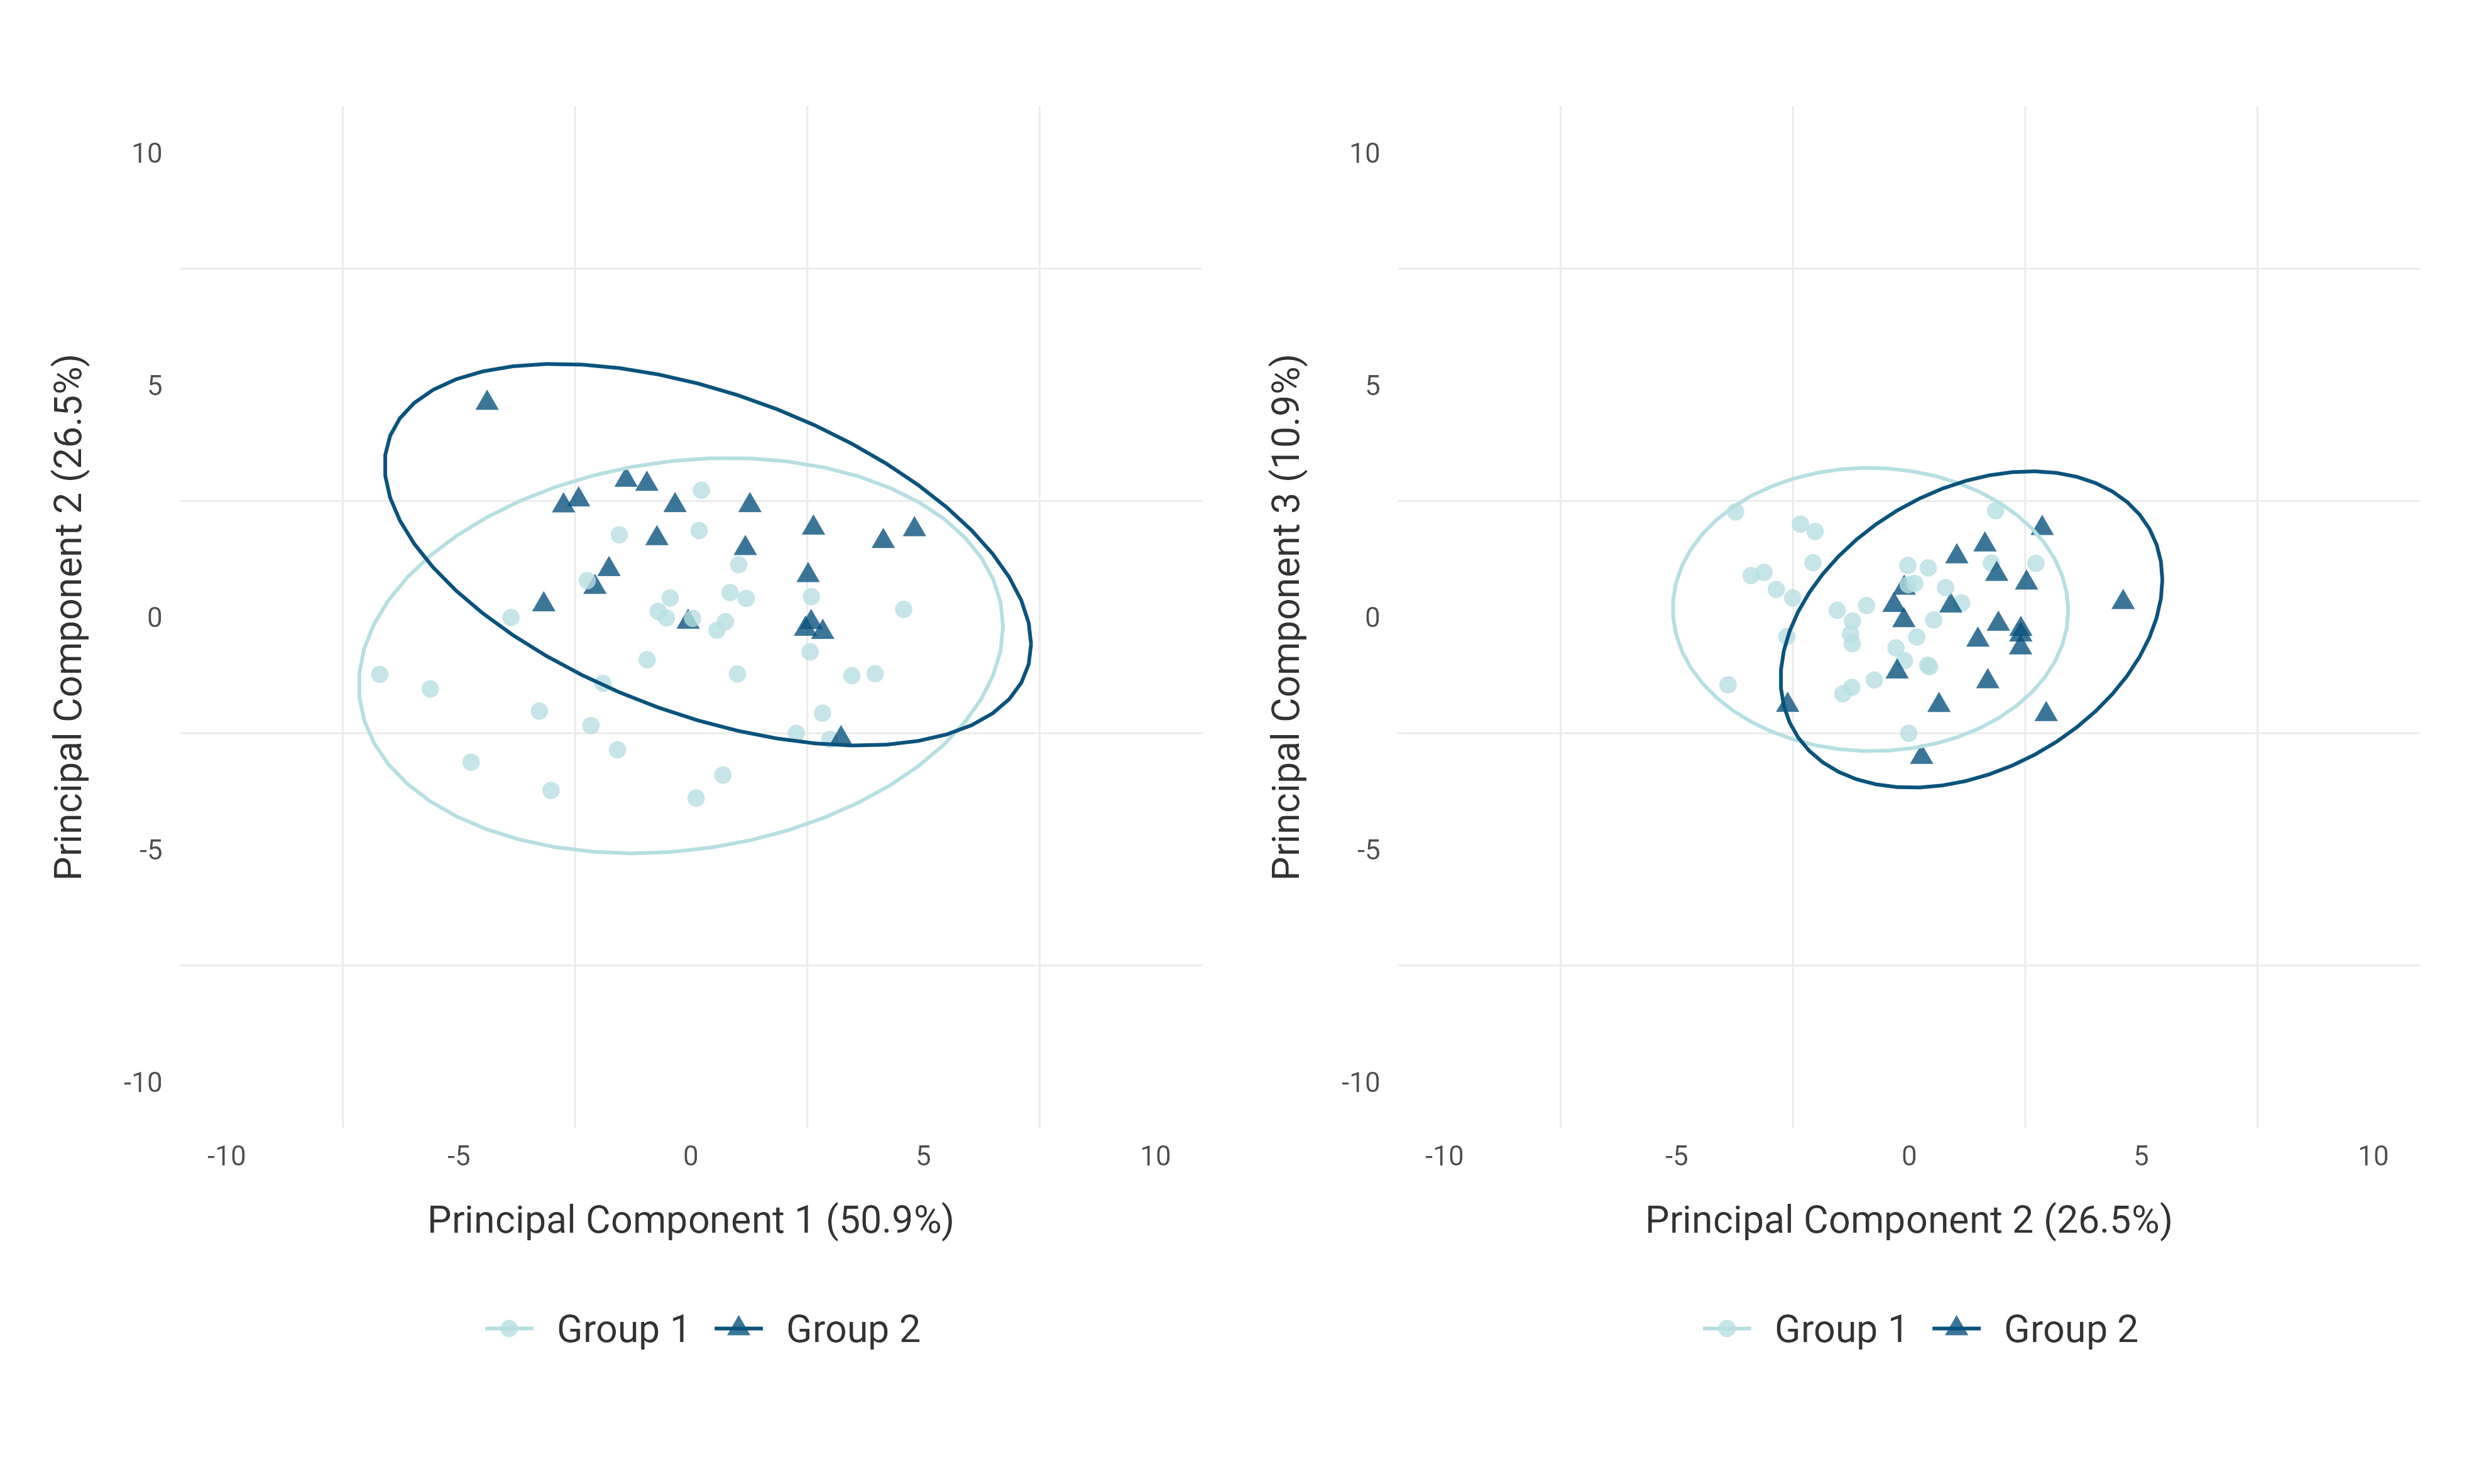 Principal Component 2 (26.5%)
10
5
0
-5
-10
-10 -5 0 5 10
Principal Component 1 (50.9%)
Group 1 Group 2
Principal Component 3 (10.9%)
10
5
0
-5
-10
-10 -5 0 5 10
Principal Component 2 (26.5%)
Group 1 Group 2